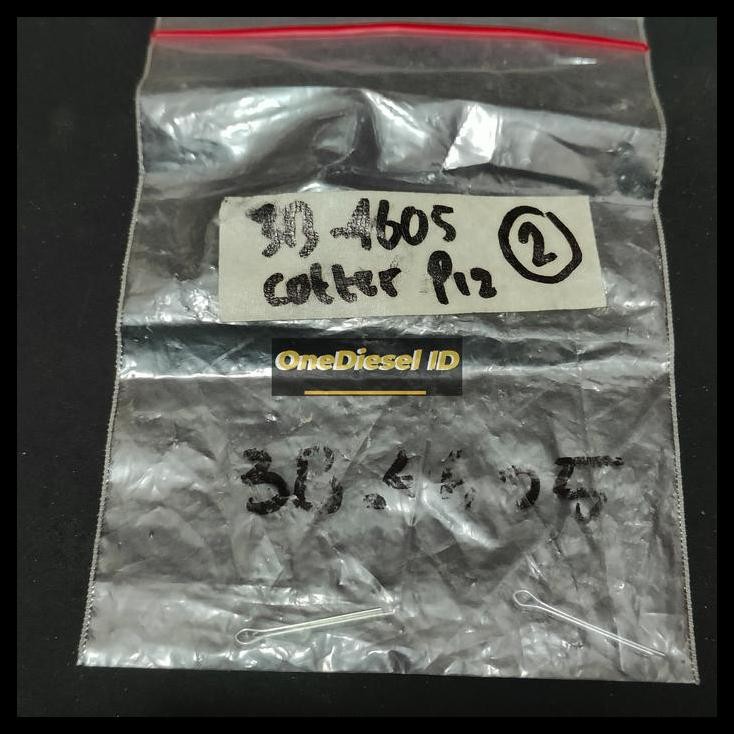 3B-4605 2
cotter Pin
OneDiesel ID
3B.4605